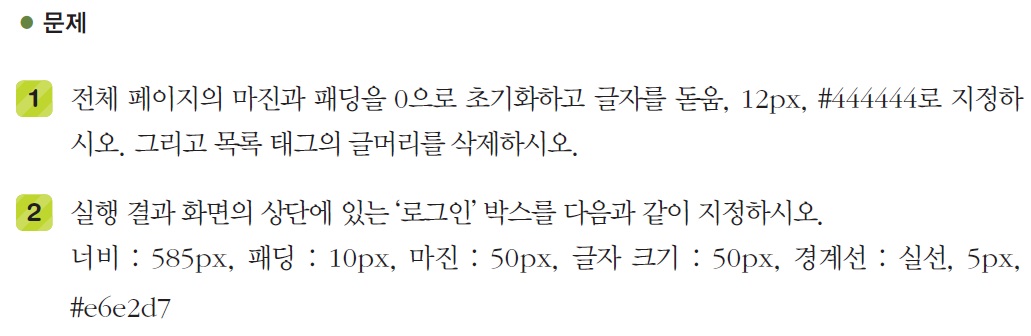 ● 문제
1 전체 페이지의 마진과 패딩을 0으로 초기화하고 글자를 돋움, 12px, #444444로 지정하
시오. 그리고 목록 태그의 글머리를 삭제하시오.
2 실행 결과 화면의 상단에 있는 ‘로그인’ 박스를 다음과 같이 지정하시오.
너비 : 585px, 패딩 : 10px, 마진 : 50px, 글자 크기 : 50px, 경계선 : 실선, 5px,
#e6e2d7